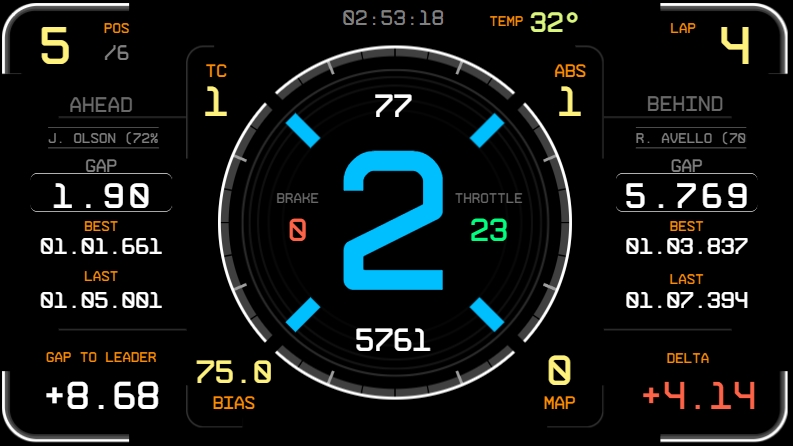 5
POS
/6
02:53:18
TEMP 32°
LAP
4
TC
1
ABS
1
AHEAD
J. OLSON (72%
GAP
1.90
BEST
01.01.661
LAST
01.05.001
GAP TO LEADER
+8.68
77
BRAKE
0
2
THROTTLE
23
5761
75.0
BIAS
0
MAP
BEHIND
R. AVELLO (70
GAP
5.769
BEST
01.03.837
LAST
01.07.394
DELTA
+4.14